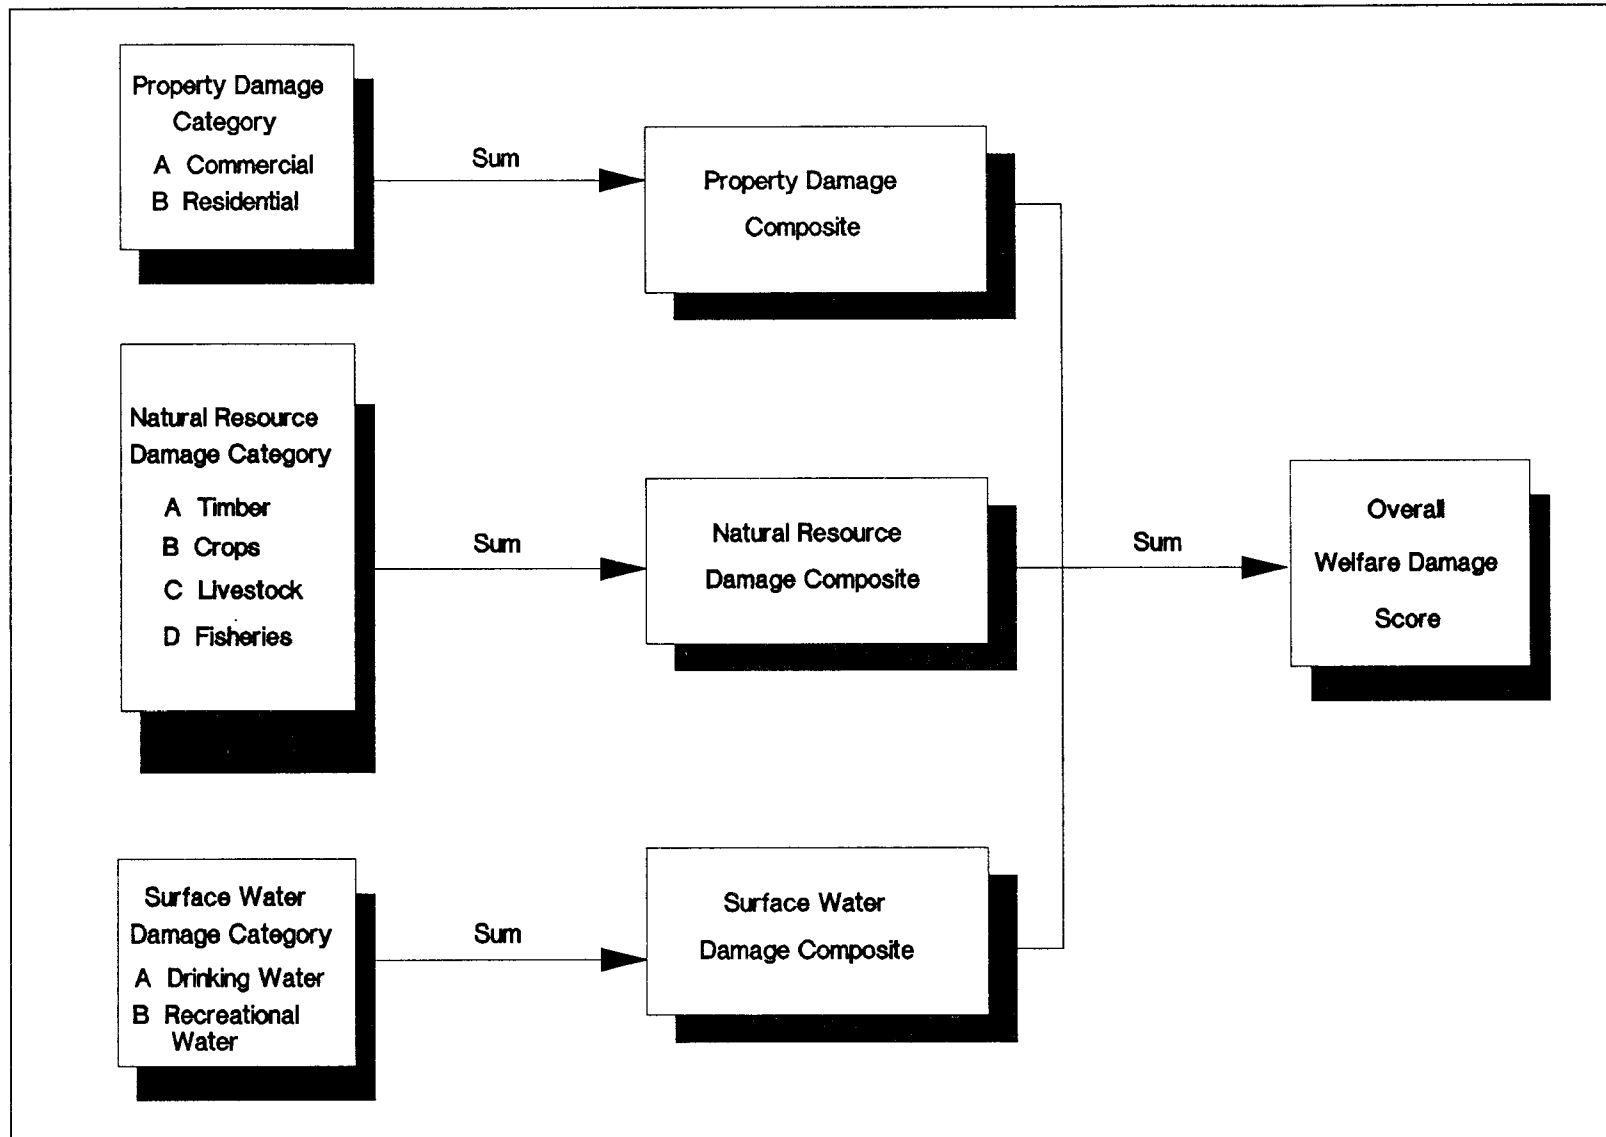 Property Damage
Category
A Commercial
B Residential
Sum
Property Damage
Composite
Natural Resource
Damage Category
A Timber
B Crops
C Livestock
D Fisheries
Sum
Natural Resource
Damage Composite
Sum
Overall
Welfare Damage
Score
Surface Water
Damage Category
A Drinking Water
B Recreational
Water
Sum
Surface Water
Damage Composite